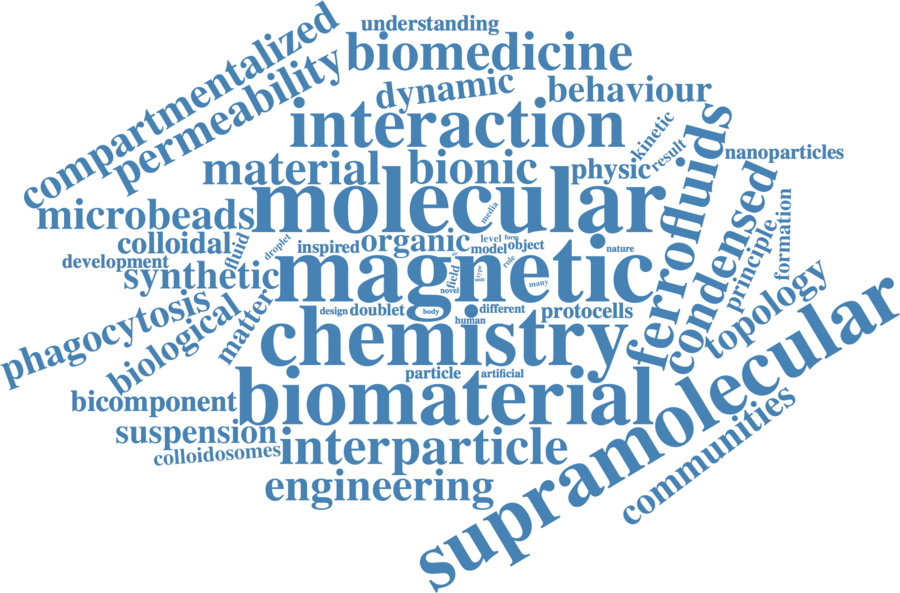 understanding
compartmentalized
biomedicine
permeability
dynamic
behaviour
interaction
kinetic
result
material
bionic
physic
nanoparticles
molecular
ferrofluids
condensed
microbeads
media
formation
principle
colloidal
fluid
droplet
inspired
organic
level
form
model
object
nature
development
synthetic
magnetic
field
type
role
many
novel
topology
phagocytosis
biological
matter
design
doublet
body
different
human
protocells
chemistry
supramolecular
particle
artificial
bicomponent
biomaterial
communities
suspension
colloidosomes
interparticle
engineering